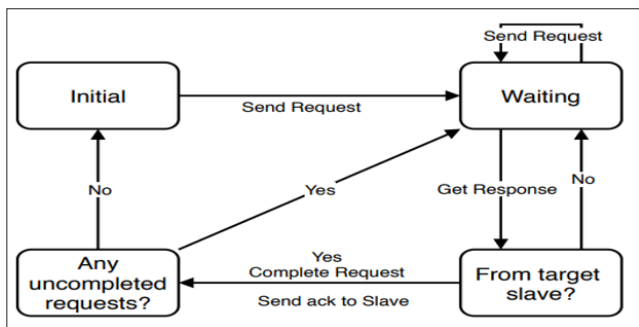 Send Request
Initial
Waiting
Send Request
No
Yes
Get Response
No
Any
uncompleted
requests?
Yes
Complete Request
Send ack to Slave
From target
slave?